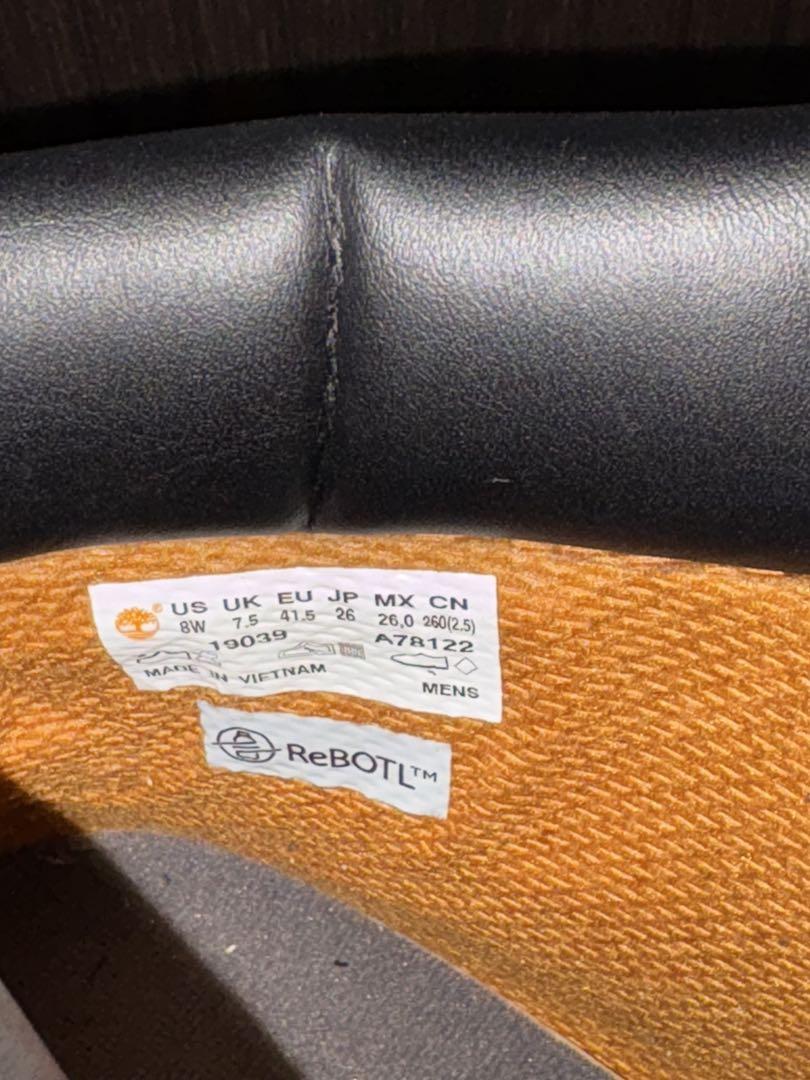 ® US UK EU JP MX CN
8W 7.5 41.5 26 26,0 260(2.5)
19039 A78122
MADE IN VIETNAM
MENS
ReBOTL™